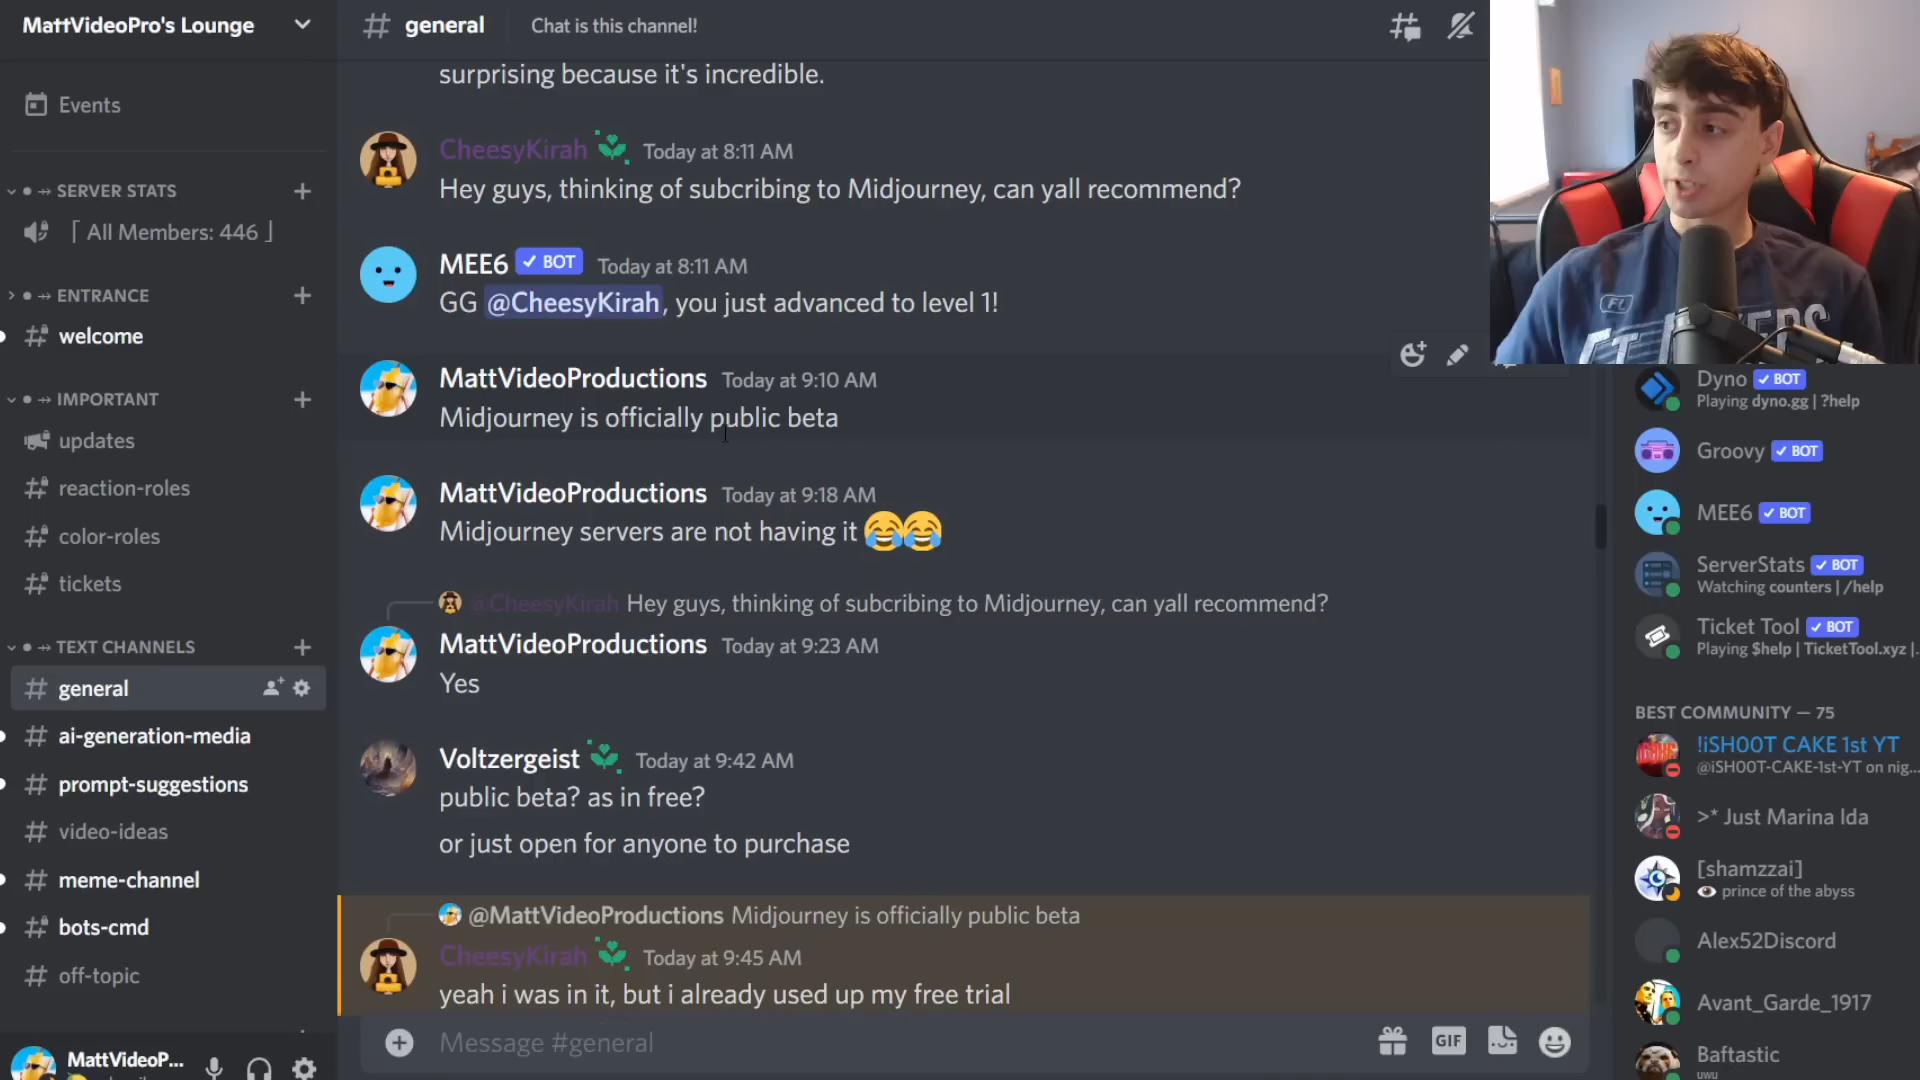 MattVideoPro's Lounge
Events
SERVER STATS
[ All Members: 446 ]
ENTRANCE
welcome
IMPORTANT
updates
reaction-roles
color-roles
tickets
TEXT CHANNELS
general
ai-generation-media
prompt-suggestions
video-ideas
meme-channel
bots-cmd
off-topic
MattVideoP...
general
Chat is this channel!
surprising because it's incredible.
CheesyKirah Today at 8:11 AM
Hey guys, thinking of subcribing to Midjourney, can yall recommend?
MEE6 BOT Today at 8:11 AM
GG @CheesyKirah, you just advanced to level 1!
MattVideoProductions Today at 9:10 AM
Midjourney is officially public beta
MattVideoProductions Today at 9:18 AM
Midjourney servers are not having it 😂😂
@CheesyKirah Hey guys, thinking of subcribing to Midjourney, can yall recommend?
MattVideoProductions Today at 9:23 AM
Yes
Voltzergeist Today at 9:42 AM
public beta? as in free?
or just open for anyone to purchase
@MattVideoProductions Midjourney is officially public beta
CheesyKirah Today at 9:45 AM
yeah i was in it, but i already used up my free trial
Message #general
GIF
FL
Dyno BOT
Playing dyno.gg | ?help
Groovy BOT
MEE6 BOT
ServerStats BOT
Watching counters | /help
Ticket Tool BOT
Playing $help | TicketTool.xyz |...
BEST COMMUNITY — 75
!iSH00T CAKE 1st YT
@iSH00T-CAKE-1st-YT on nig...
>* Just Marina Ida
[shamzzai]
prince of the abyss
Alex52Discord
Avant_Garde_1917
Baftastic
uwu